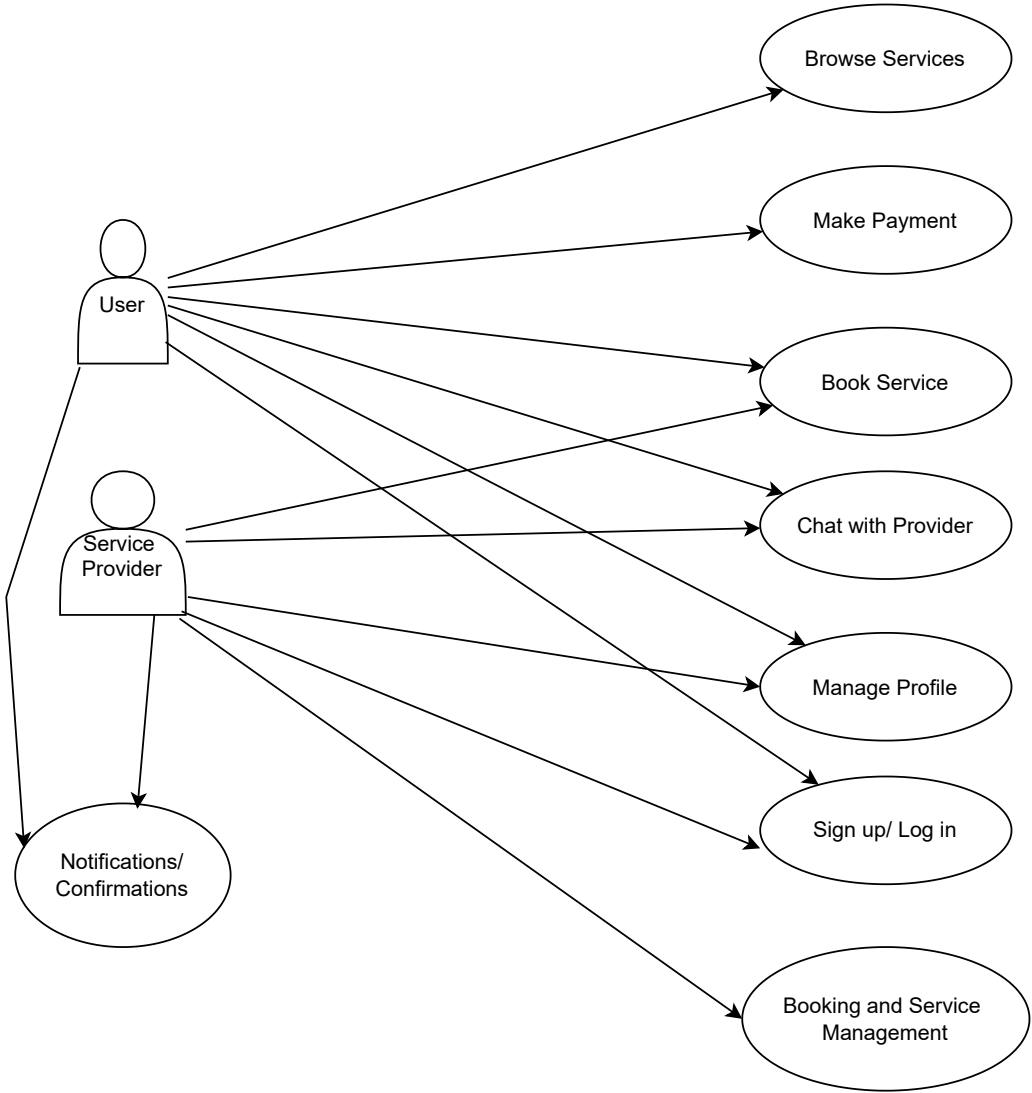 Browse Services
Make Payment
User
Book Service
Chat with Provider
Service
Provider
Manage Profile
Sign up/ Log in
Notifications/
Confirmations
Booking and Service
Management